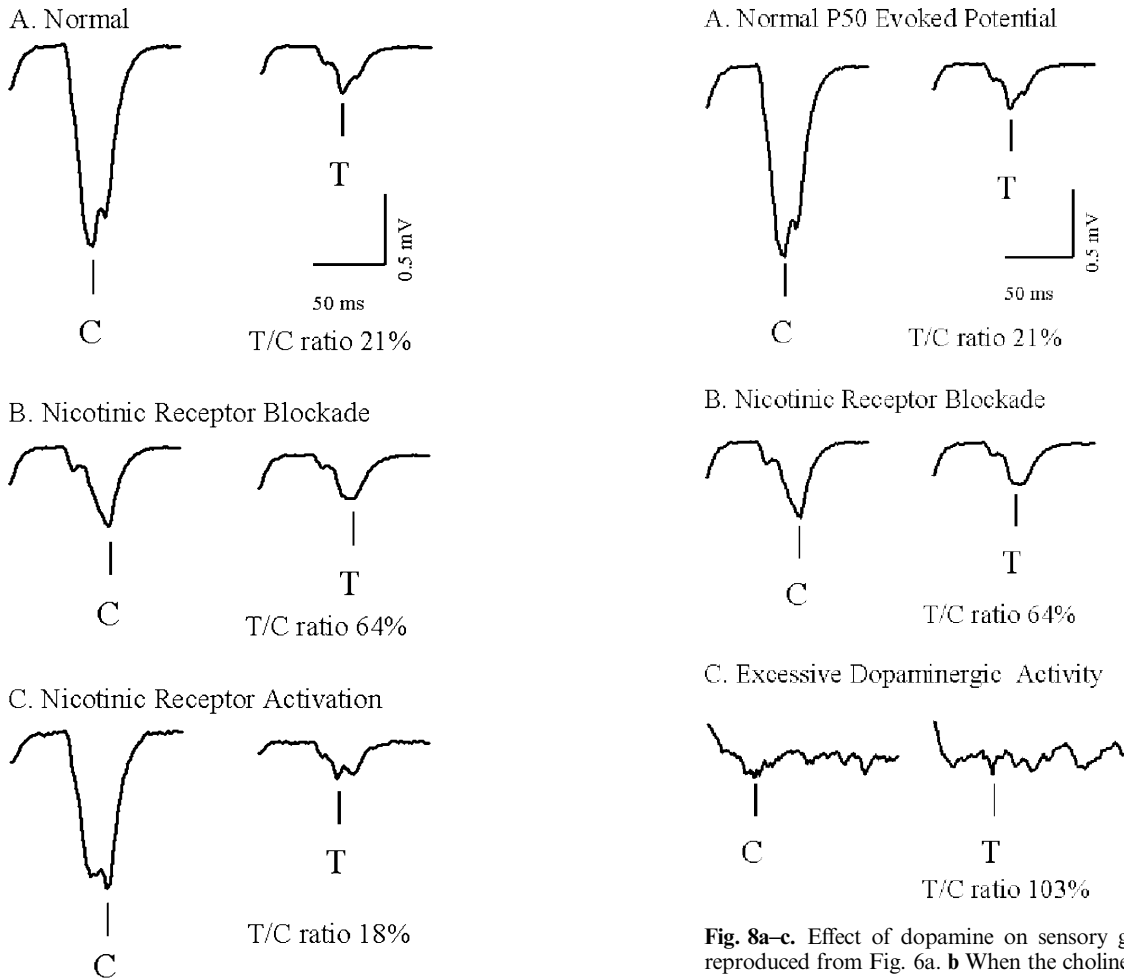 A. Normal
T
0.5 mV
50 ms
C
T/C ratio 21%
B. Nicotinic Receptor Blockade
C
T
T/C ratio 64%
C. Nicotinic Receptor Activation
T
C
T/C ratio 18%
A. Normal P50 Evoked Potential
T
0.5 mV
50 ms
C
T/C ratio 21%
B. Nicotinic Receptor Blockade
C
T
T/C ratio 64%
C. Excessive Dopaminergic Activity
C
T
T/C ratio 103%
Fig. 8a–c. Effect of dopamine on sensory g
reproduced from Fig. 6a. b When the choline